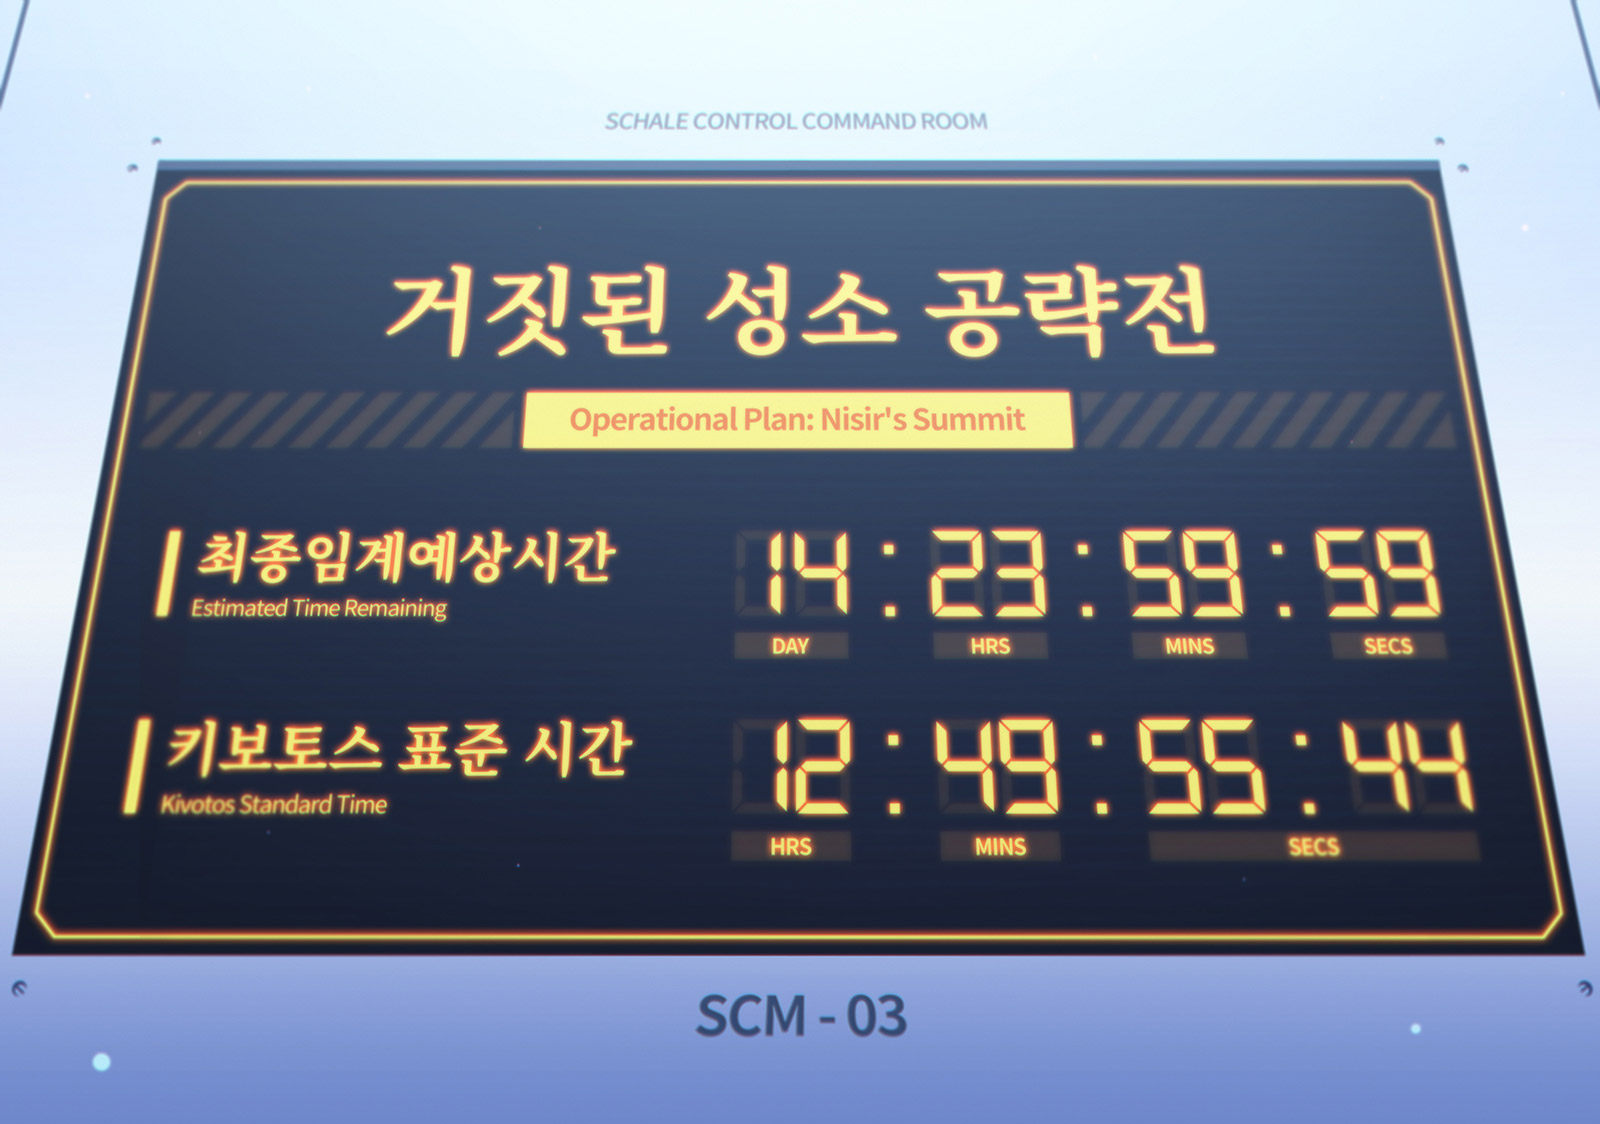 SCHALE CONTROL COMMAND ROOM
거짓된 성소 공략전
Operational Plan: Nisir's Summit
최종임계예상시간 14 : 23 : 59 : 59
Estimated Time Remaining
DAY HRS MINS SECS
키보토스 표준 시간 12 : 49 : 55 : 44
Kivotos Standard Time
HRS MINS SECS
SCM - 03